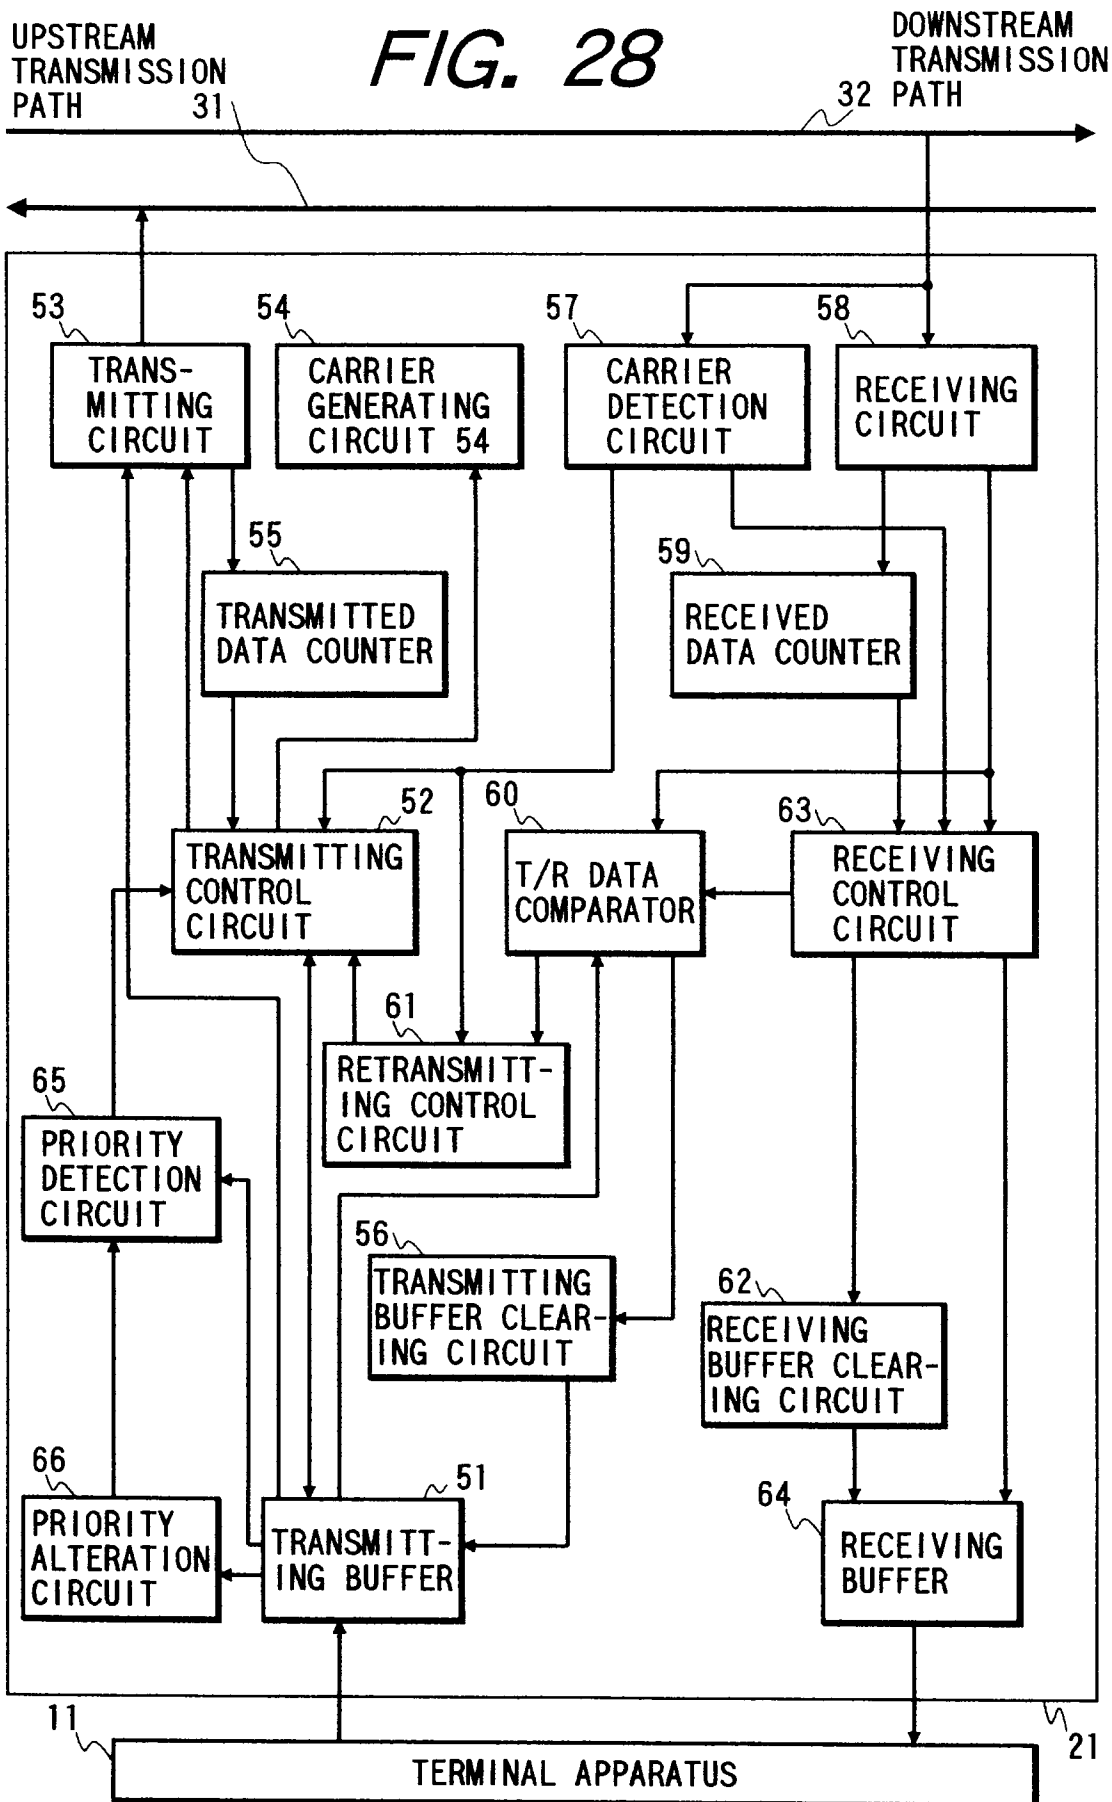 FIG. 28
UPSTREAM
TRANSMISSION
PATH
31
32
DOWNSTREAM
TRANSMISSION
PATH
53
TRANS-
MITTING
CIRCUIT
54
CARRIER
GENERATING
CIRCUIT 54
57
CARRIER
DETECTION
CIRCUIT
58
RECEIVING
CIRCUIT
55
TRANSMITTED
DATA COUNTER
59
RECEIVED
DATA COUNTER
52
TRANSMITTING
CONTROL
CIRCUIT
60
T/R DATA
COMPARATOR
63
RECEIVING
CONTROL
CIRCUIT
61
RETRANSMITT-
ING CONTROL
CIRCUIT
65
PRIORITY
DETECTION
CIRCUIT
56
TRANSMITTING
BUFFER CLEAR-
ING CIRCUIT
62
RECEIVING
BUFFER CLEAR-
ING CIRCUIT
66
PRIORITY
ALTERATION
CIRCUIT
51
TRANSMITT-
ING BUFFER
64
RECEIVING
BUFFER
11
21
TERMINAL APPARATUS